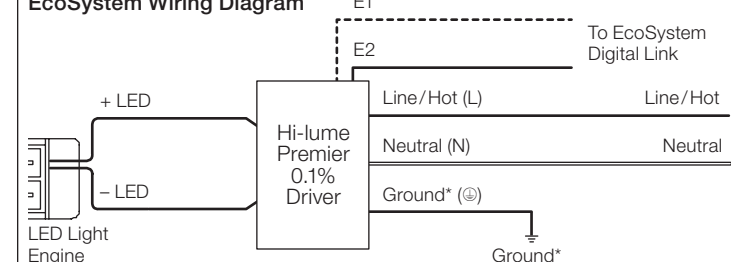 EcoSystem Wiring Diagram
E1
To EcoSystem
Digital Link
E2
+ LED
Line/Hot (L)
Line/Hot
Hi-lume
Premier
0.1%
Driver
Neutral (N)
Neutral
– LED
Ground* (⏚)
LED Light
Engine
Ground*